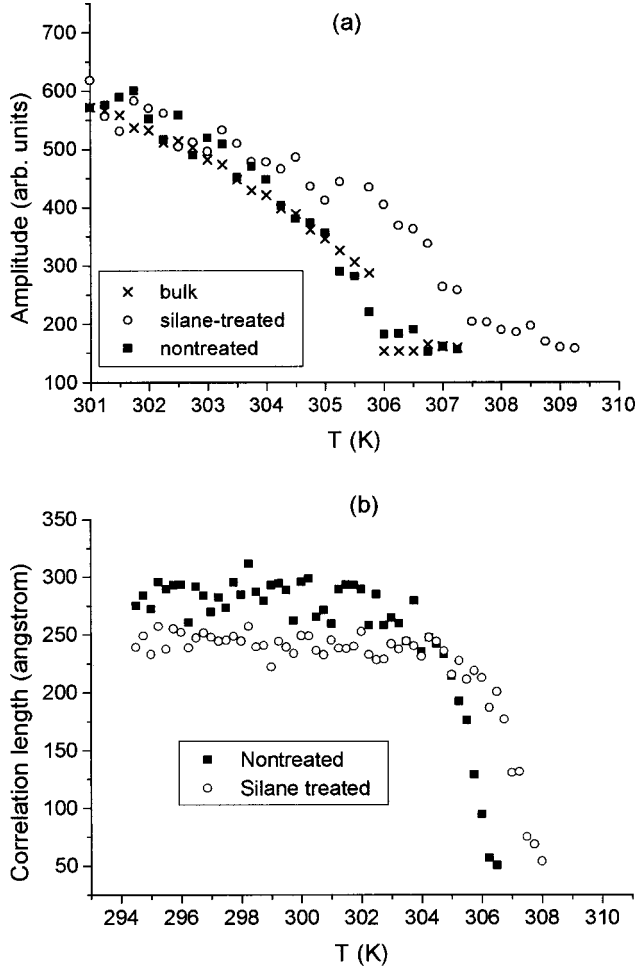 (a)
700
600
500
400
300
200
100
Amplitude (arb. units)
bulk
silane-treated
nontreated
301 302 303 304 305 306 307 308 309 310
T (K)
(b)
350
300
250
200
150
100
50
Correlation length (angstrom)
Nontreated
Silane treated
294 296 298 300 302 304 306 308 310
T (K)